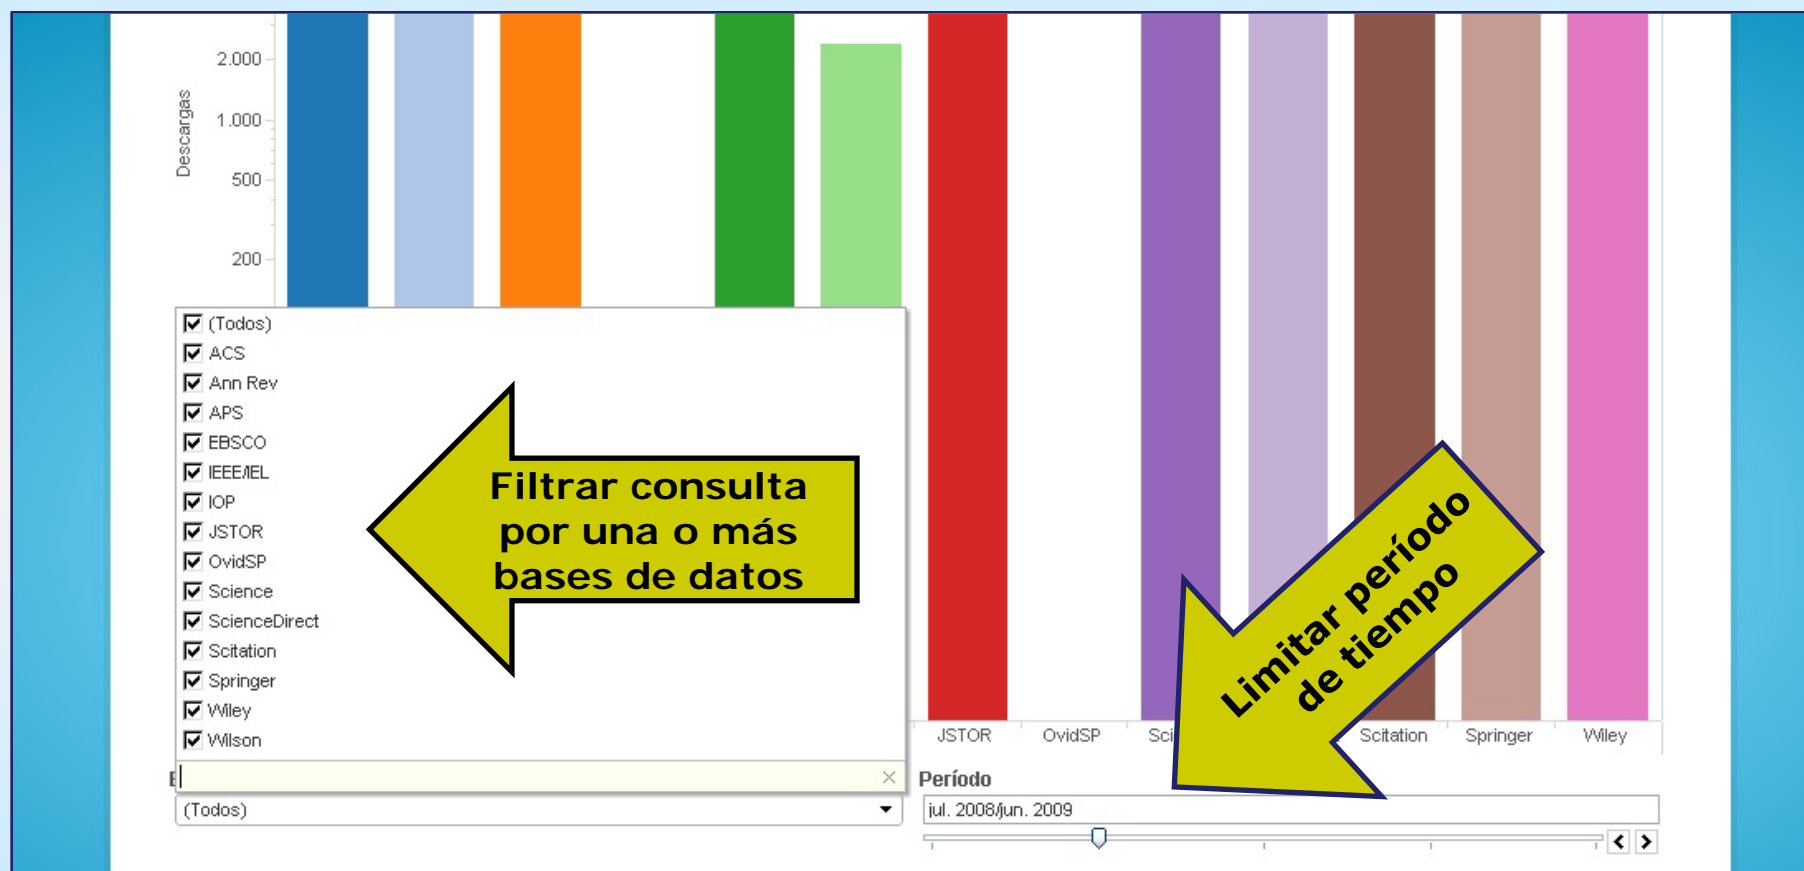 2.000
1.000
500
200
Descargas
(Todos)
ACS
Ann Rev
APS
EBSCO
IEEE/IEL
IOP
JSTOR
OvidSP
Science
ScienceDirect
Scitation
Springer
Wiley
Wilson
Filtrar consulta
por una o más
bases de datos
Limitar período
de tiempo
JSTOR OvidSP Scitation Springer Wiley
Período
(Todos)
jul. 2008/jun. 2009